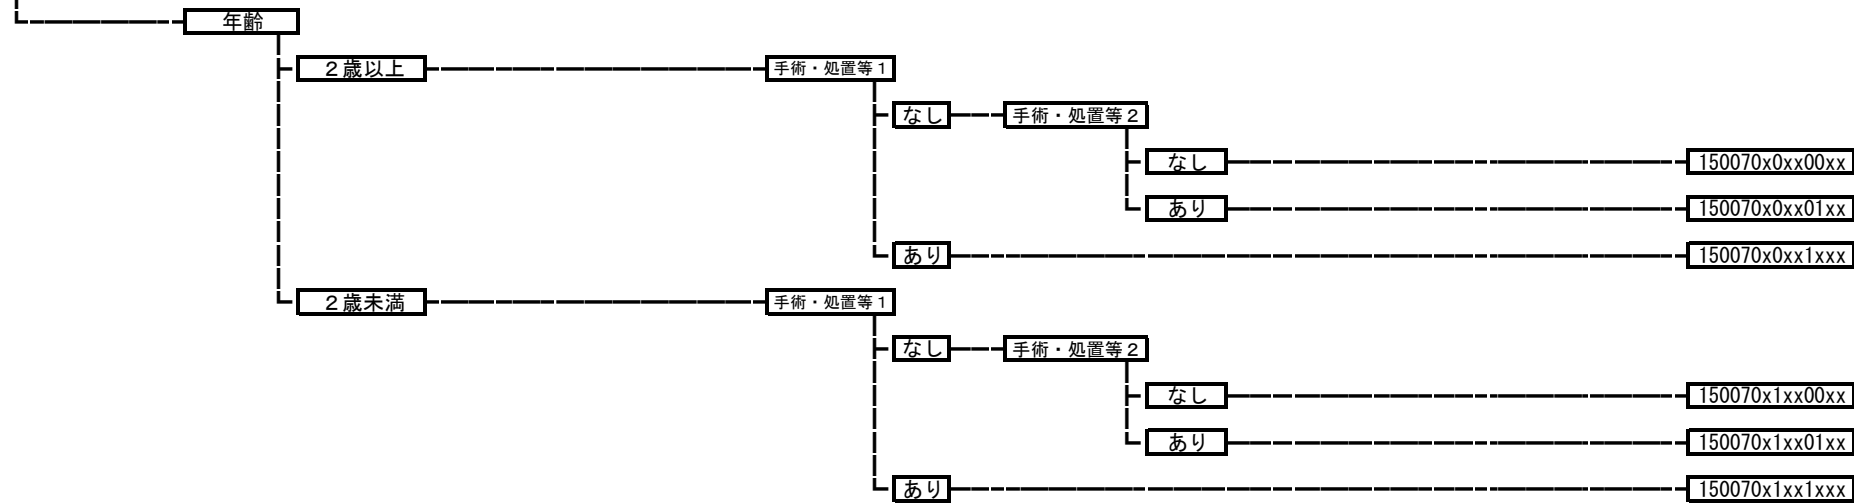 年齢
２歳以上 手術・処置等１
なし 手術・処置等２
なし 150070x0xx00xx
あり 150070x0xx01xx
あり 150070x0xx1xxx
２歳未満 手術・処置等１
なし 手術・処置等２
なし 150070x1xx00xx
あり 150070x1xx01xx
あり 150070x1xx1xxx